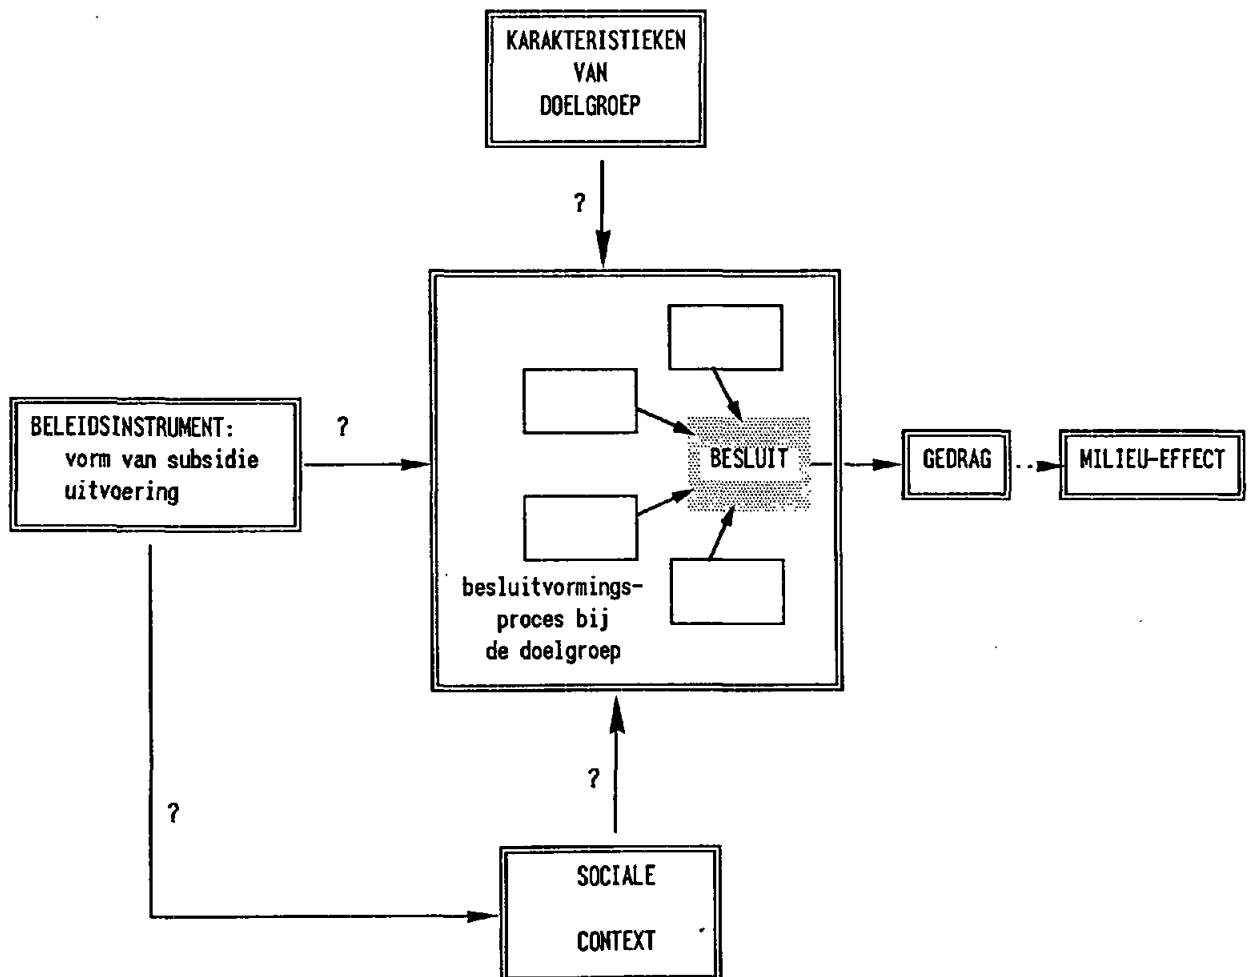 KARAKTERISTIEKEN
VAN
DOELGROEP
?
BELEIDSINSTRUMENT:
vorm van subsidie
uitvoering
?
BESLUIT
GEDRAG
MILIEU-EFFECT
besluitvormings-
proces bij
de doelgroep
?
?
SOCIALE
CONTEXT